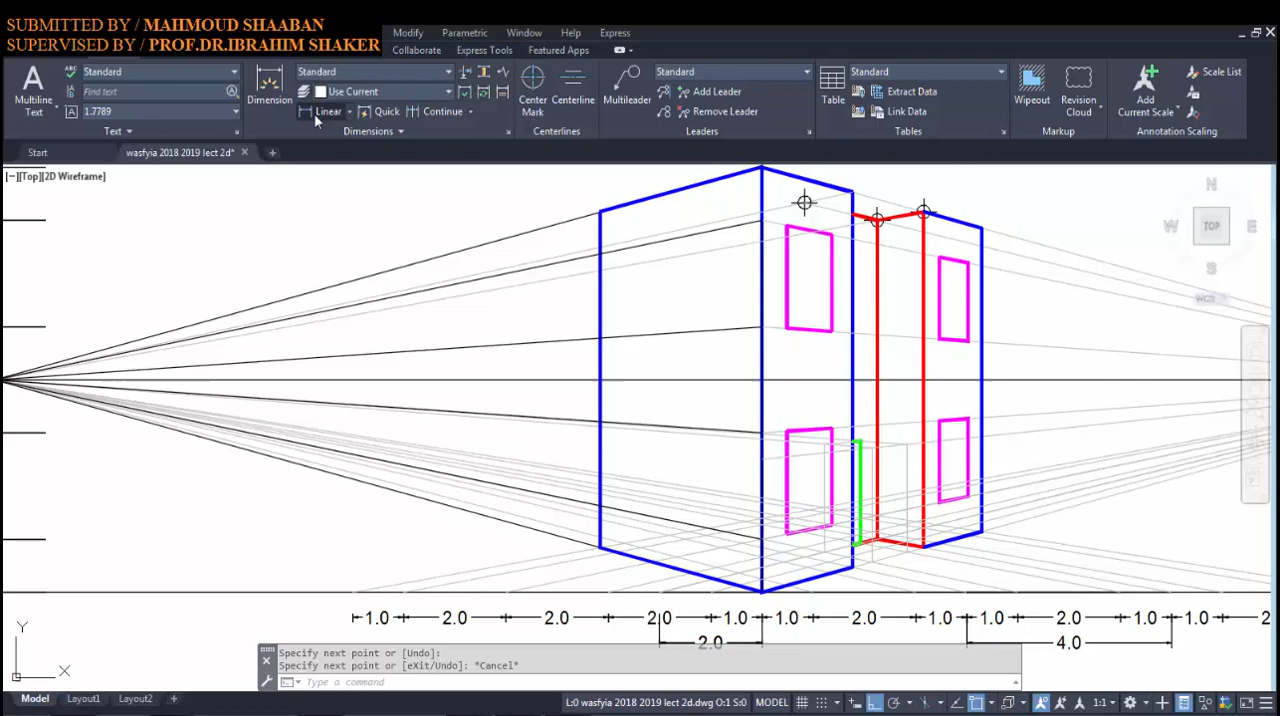 SUBMITTED BY / MAHMOUD SHAABAN
SUPERVISED BY / PROF.DR.IBRAHIM SHAKER
Modify Parametric Window Help Express
Collaborate Express Tools Featured Apps
Multiline Text
Standard
Find text
1.7789
Text
Dimension
Standard
Use Current
Linear Quick Continue
Dimensions
Center Mark
Centerline
Centerlines
Multileader
Standard
Add Leader
Remove Leader
Leaders
Table
Standard
Extract Data
Link Data
Tables
Wipeout
Revision Cloud
Markup
Add Current Scale
Scale List
Annotation Scaling
Start wasfyia 2018 2019 lect 2d*
[−][Top][2D Wireframe]
N
W TOP E
S
WCS
1.0 2.0 2.0 2.0 1.0 1.0 2.0 1.0 1.0 2.0 1.0 1.0 2
2.0 4.0
Y
X
Specify next point or [Undo]:
Specify next point or [eXit/Undo]: *Cancel*
Type a command
Model Layout1 Layout2
L:0 wasfyia 2018 2019 lect 2d.dwg O:1 S:0 MODEL 1:1